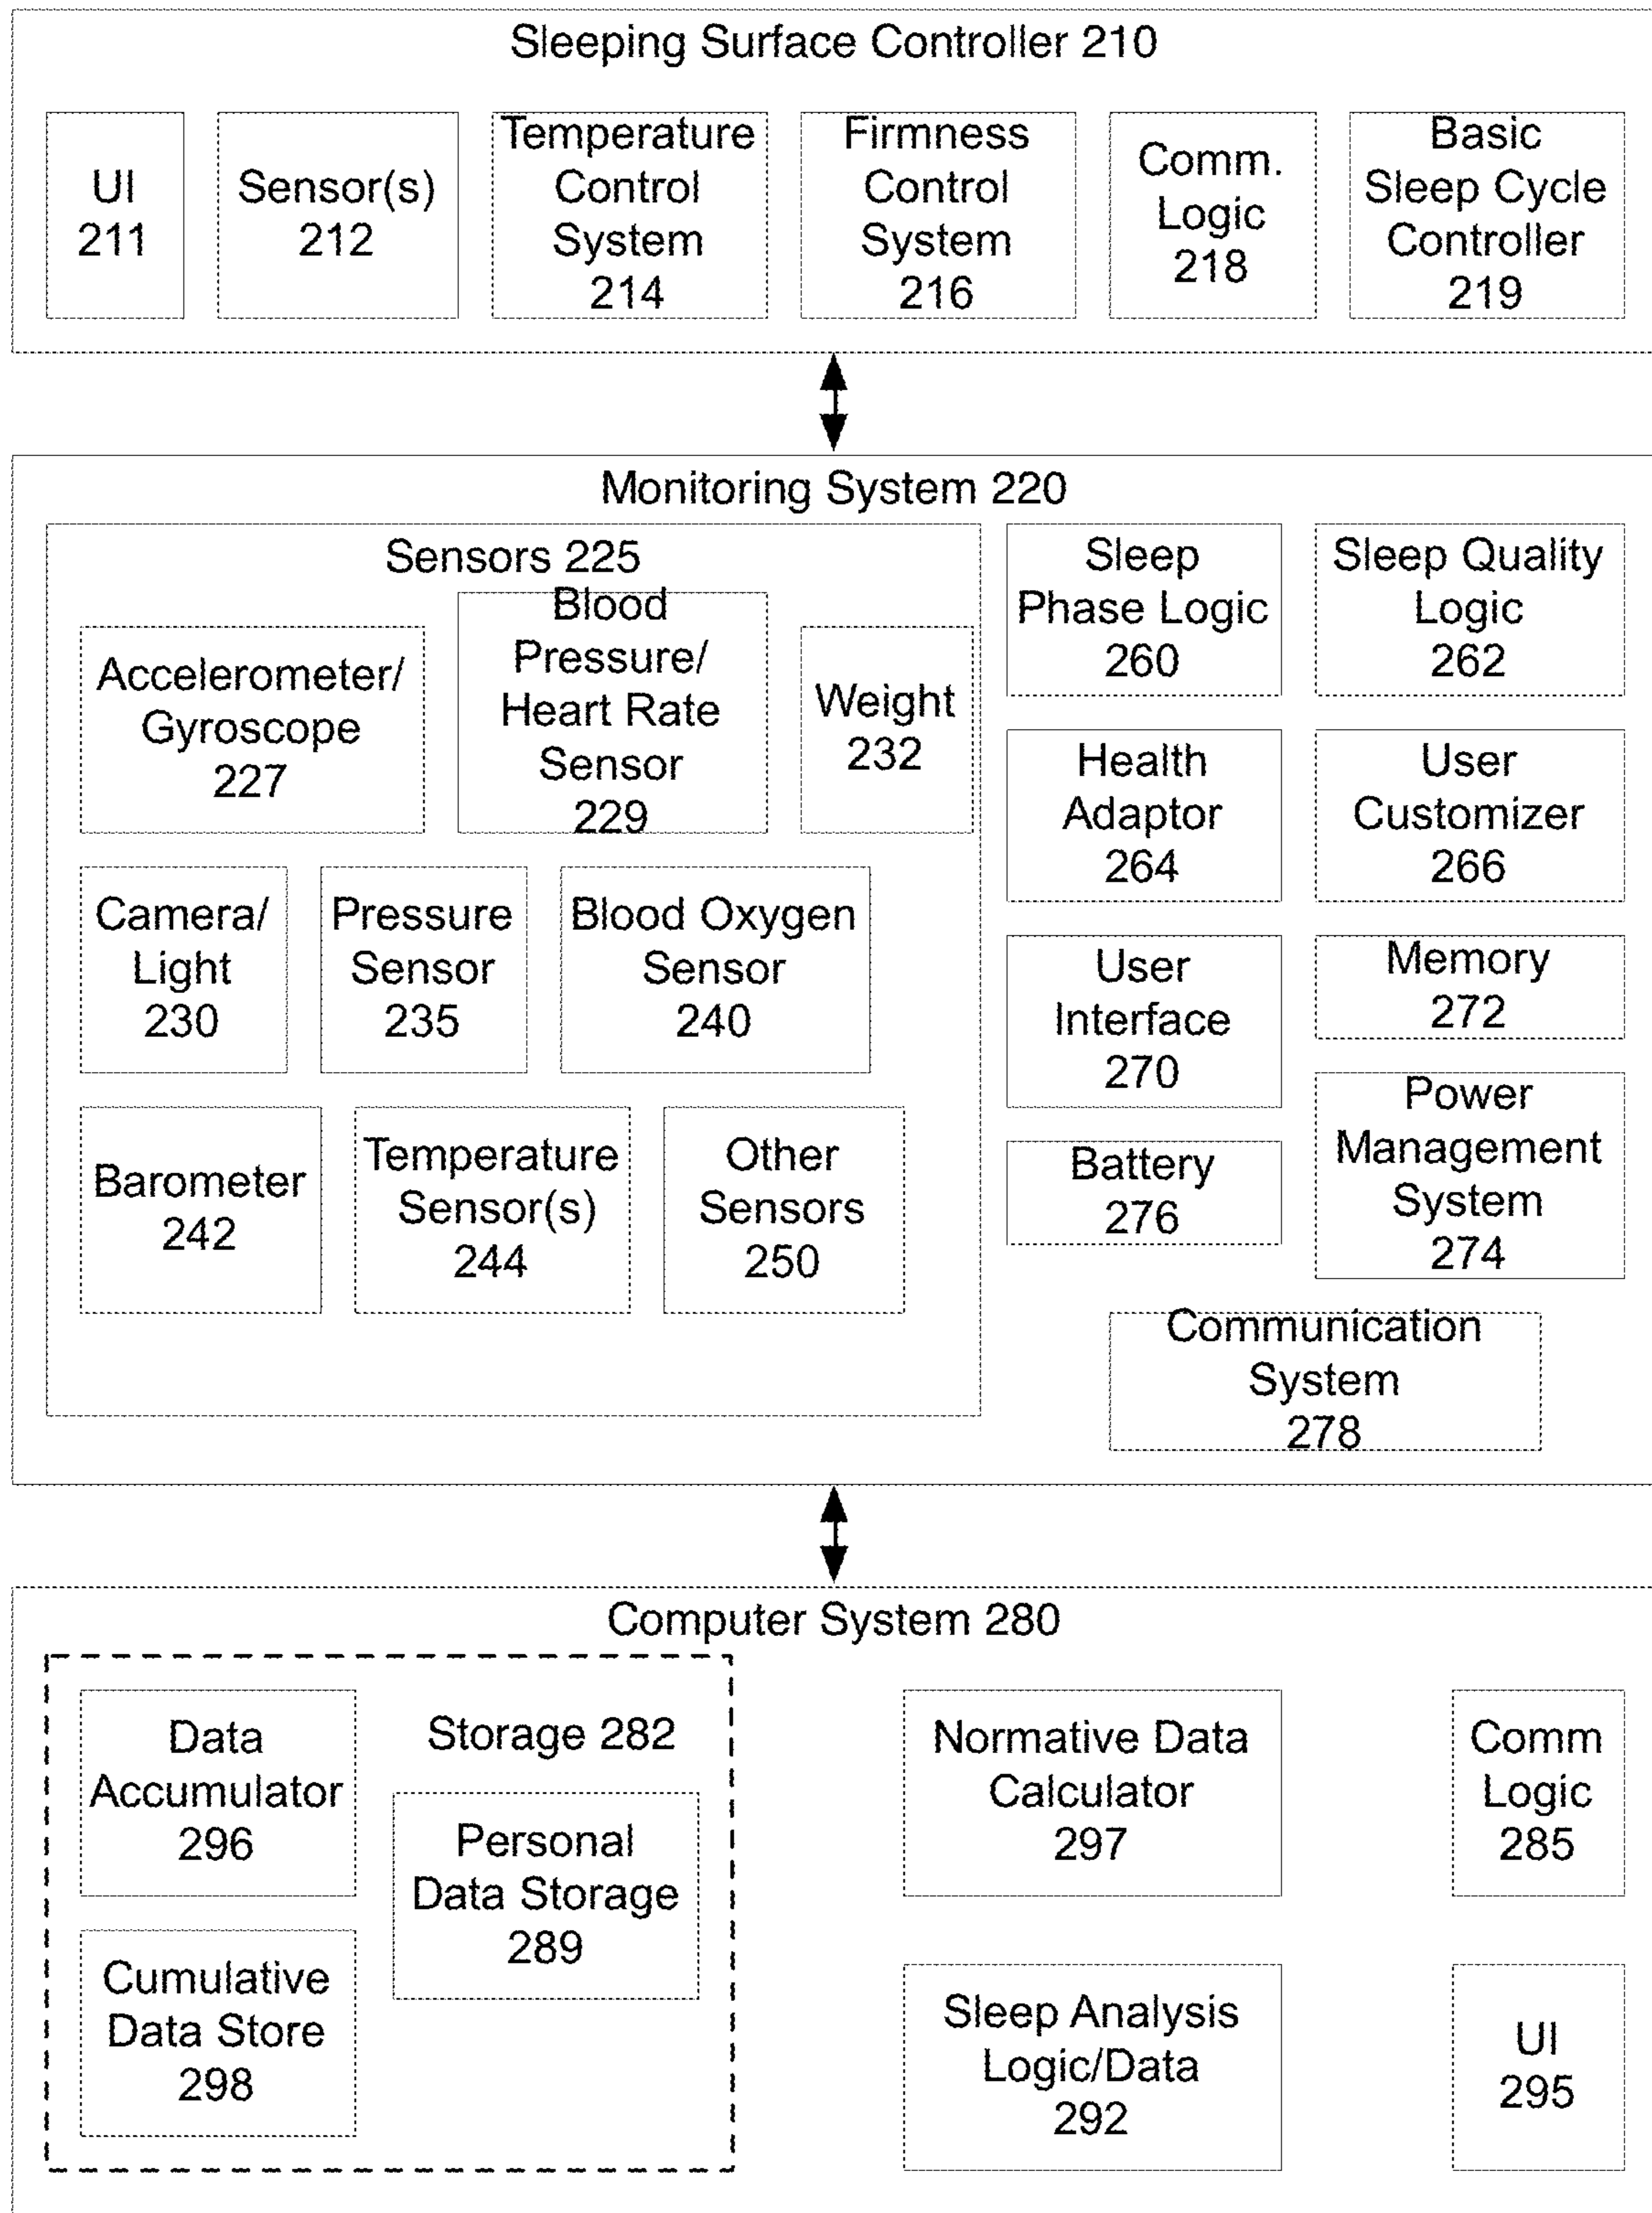 Sleeping Surface Controller 210
UI
211
Sensor(s)
212
Temperature
Control
System
214
Firmness
Control
System
216
Comm.
Logic
218
Basic
Sleep Cycle
Controller
219
Monitoring System 220
Sensors 225
Accelerometer/
Gyroscope
227
Blood
Pressure/
Heart Rate
Sensor
229
Weight
232
Camera/
Light
230
Pressure
Sensor
235
Blood Oxygen
Sensor
240
Barometer
242
Temperature
Sensor(s)
244
Other
Sensors
250
Sleep
Phase Logic
260
Sleep Quality
Logic
262
Health
Adaptor
264
User
Customizer
266
User
Interface
270
Memory
272
Battery
276
Power
Management
System
274
Communication
System
278
Computer System 280
Data
Accumulator
296
Storage 282
Personal
Data Storage
289
Cumulative
Data Store
298
Normative Data
Calculator
297
Comm
Logic
285
Sleep Analysis
Logic/Data
292
UI
295